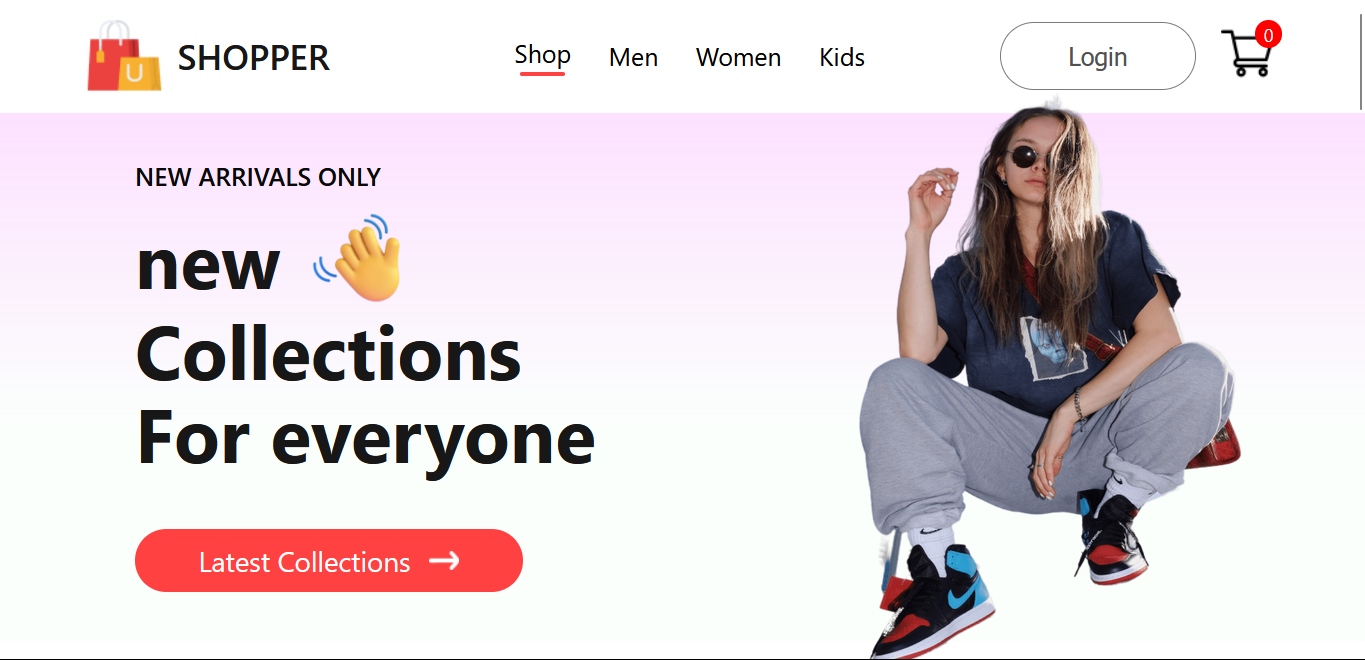 SHOPPER
Shop
Men
Women
Kids
Login
0
NEW ARRIVALS ONLY
new
Collections
For everyone
Latest Collections